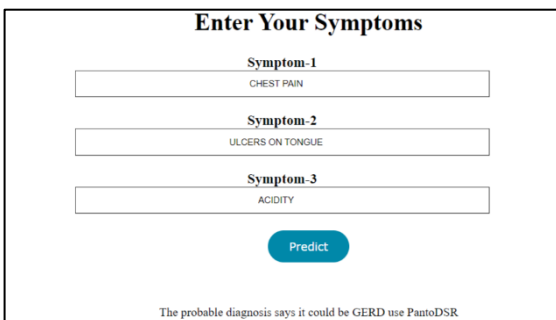 Enter Your Symptoms
Symptom-1
CHEST PAIN
Symptom-2
ULCERS ON TONGUE
Symptom-3
ACIDITY
Predict
The probable diagnosis says it could be GERD use PantoDSR